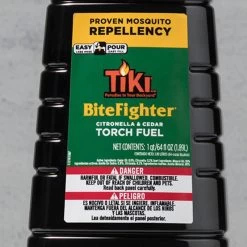 PROVEN MOSQUITO
REPELLENCY
EASY LOAD POUR
TIKI
BiteFighter
CITRONELLA & CEDAR
TORCH FUEL
NET CONTENTS: 1 qt/64 fl oz (1.89L)
DANGER
HARMFUL OR FATAL IF SWALLOWED. COMBUSTIBLE.
KEEP OUT OF REACH OF CHILDREN AND PETS.
Read back panel carefully.
PELIGRO
ES NOCIVO O LETAL SI ES INGIERE. INFLAMABLE.
MANTENGA FUERA DEL ALCANCE DE LOS NIÑOS
Y LAS MASCOTAS.
Lea detenidamente el panel posterior.